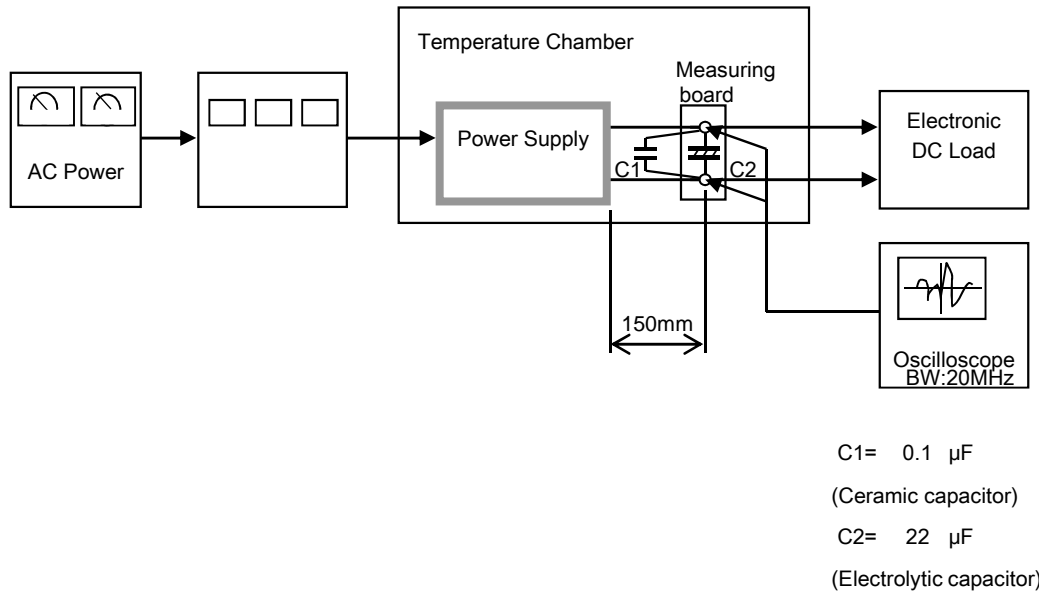 Temperature Chamber
Measuring
board
AC Power
Power Supply
C1
C2
Electronic
DC Load
150mm
Oscilloscope
BW:20MHz
C1= 0.1 µF
(Ceramic capacitor)
C2= 22 µF
(Electrolytic capacitor)